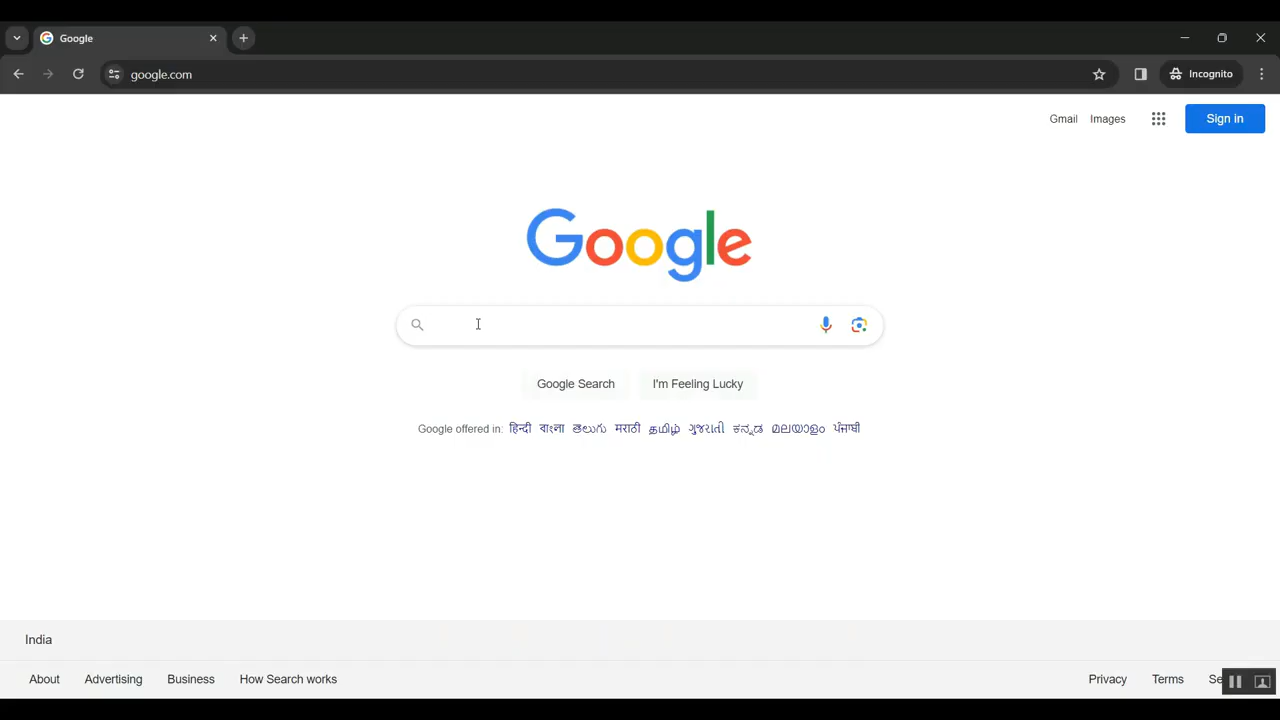 Google
google.com
Incognito
Gmail Images Sign in
Google
Google Search I'm Feeling Lucky
Google offered in: हिन्दी বাংলা తెలుగు मराठी தமிழ் ગુજરાતી ಕನ್ನಡ മലയാളം ਪੰਜਾਬੀ
India
About Advertising Business How Search works Privacy Terms Se